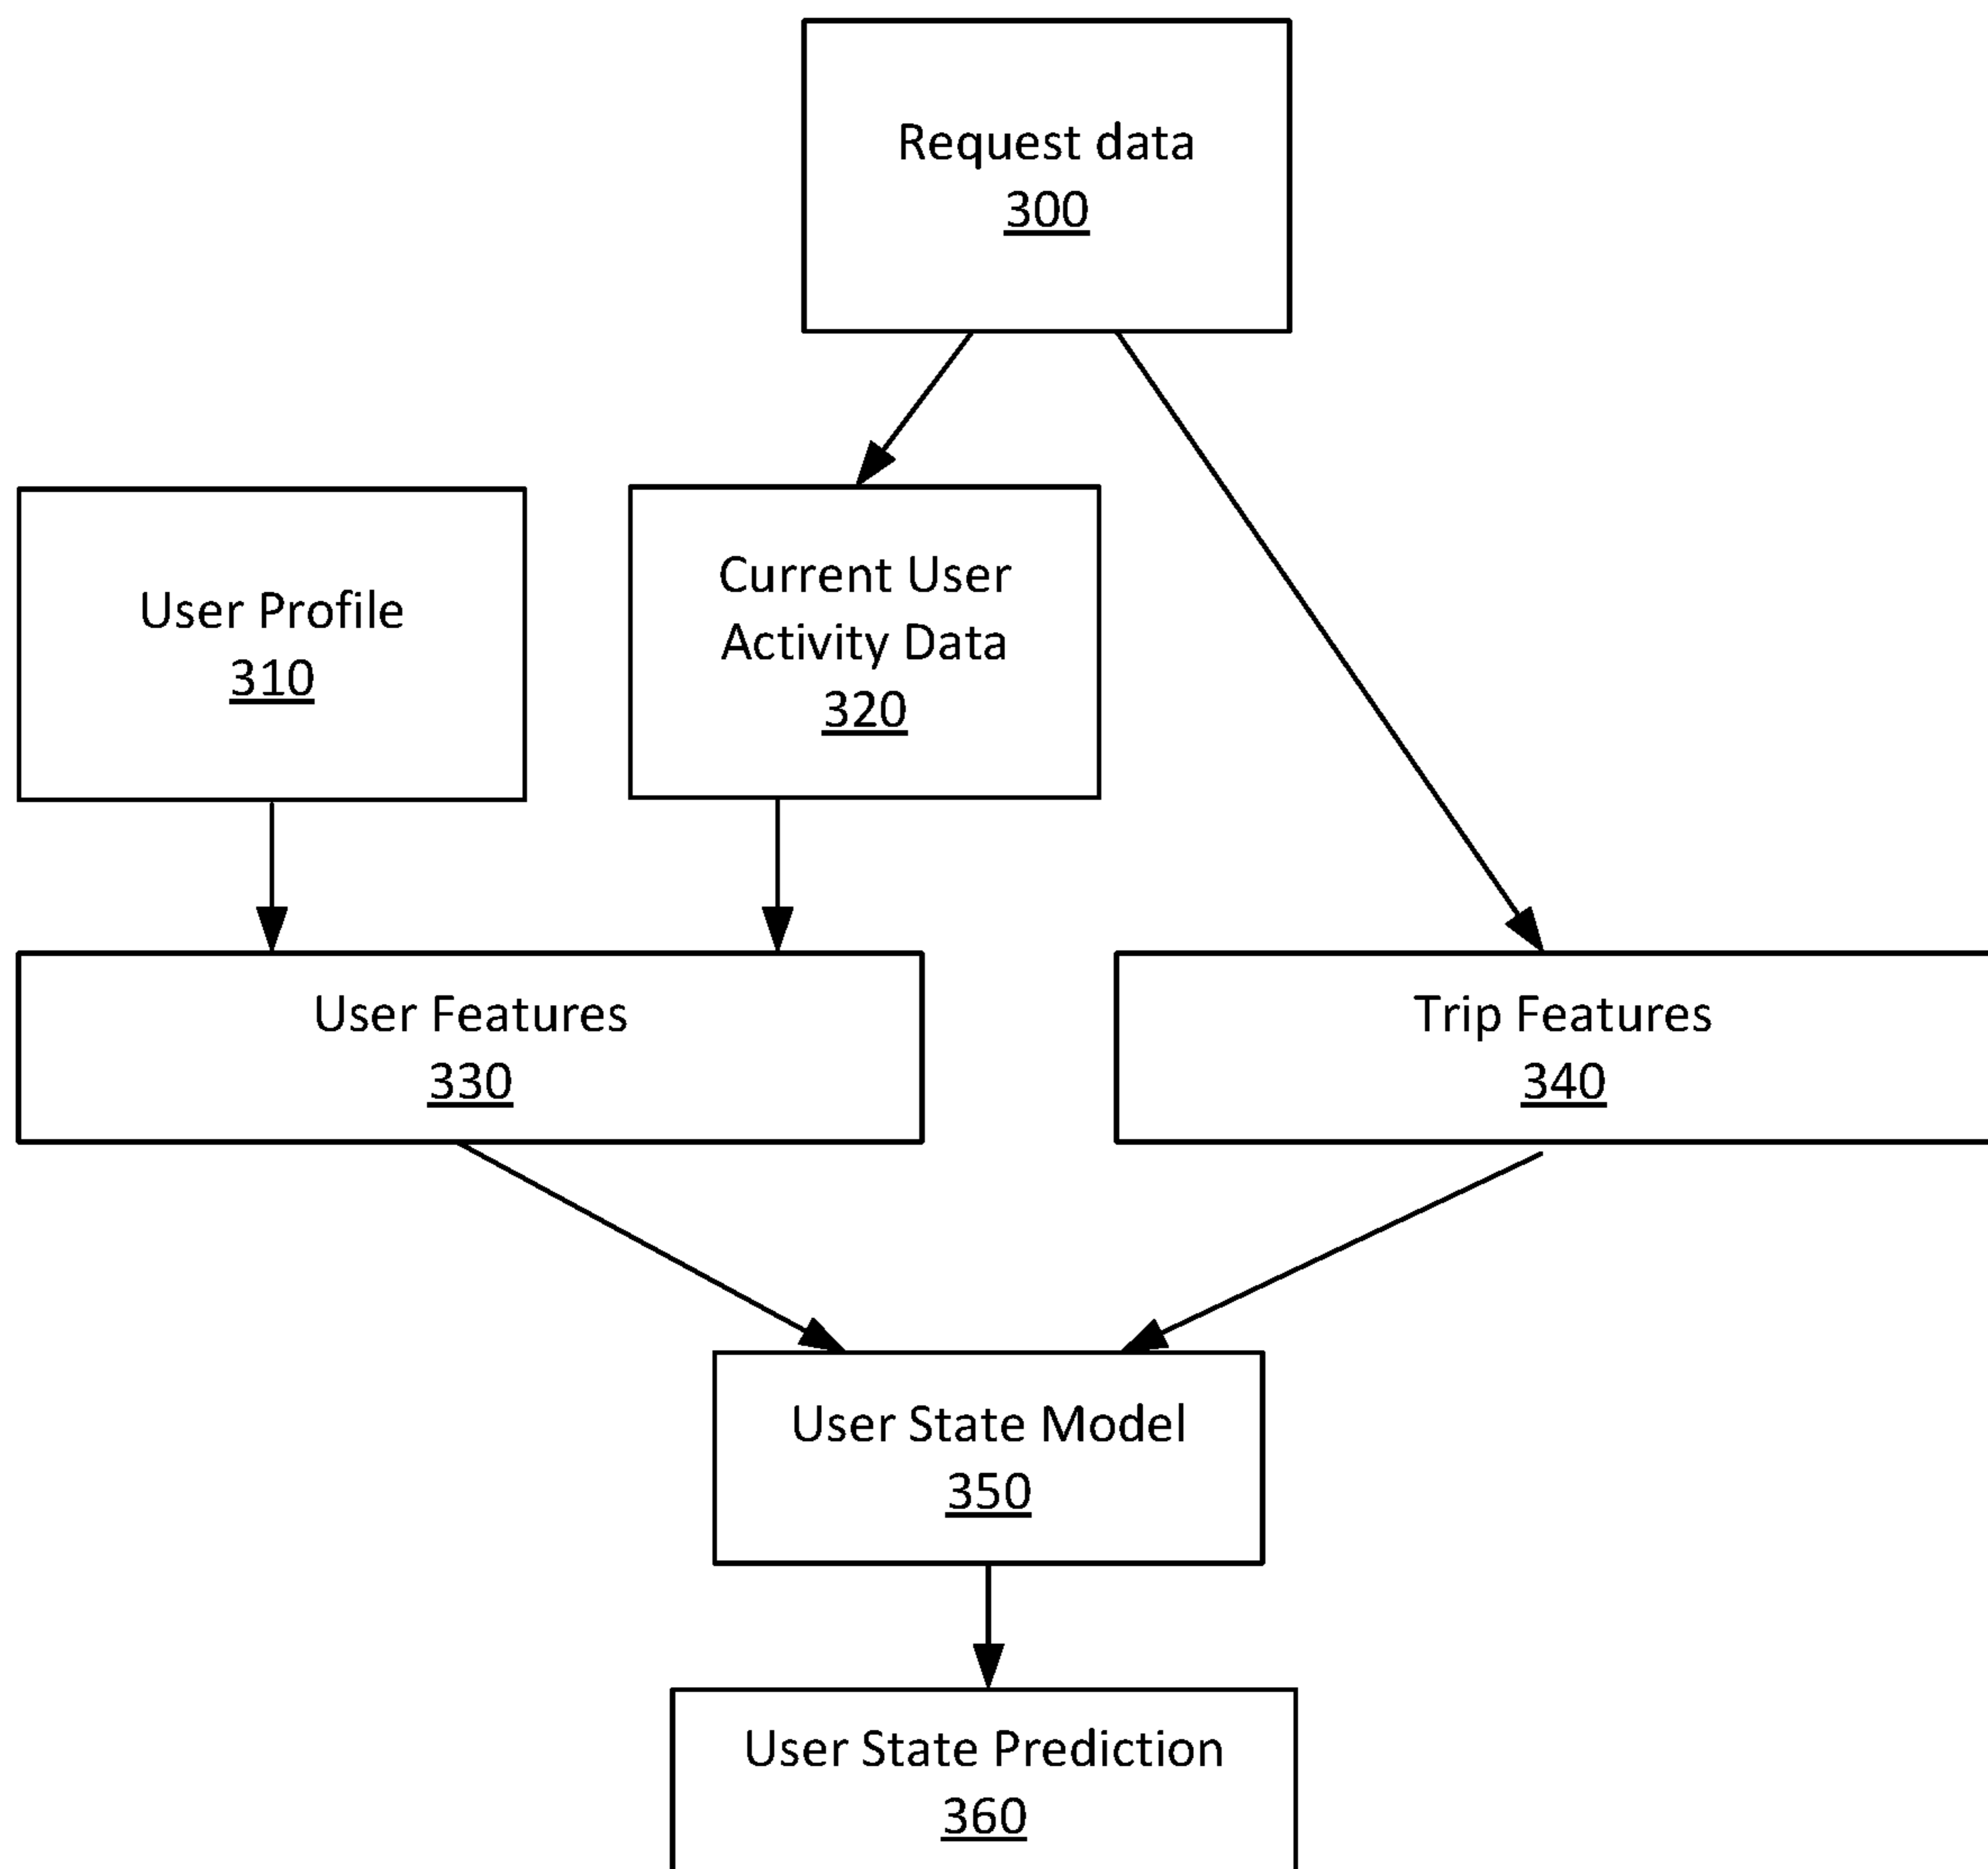 Request data
300
User Profile
310
Current User
Activity Data
320
User Features
330
Trip Features
340
User State Model
350
User State Prediction
360